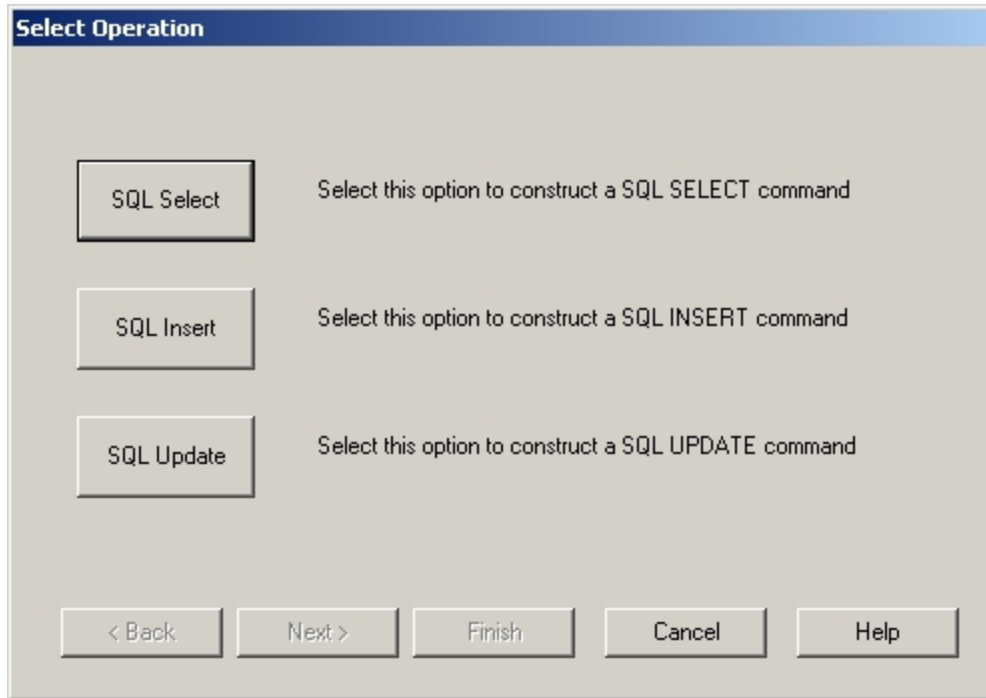 Select Operation
SQL Select
Select this option to construct a SQL SELECT command
SQL Insert
Select this option to construct a SQL INSERT command
SQL Update
Select this option to construct a SQL UPDATE command
< Back
Next >
Finish
Cancel
Help